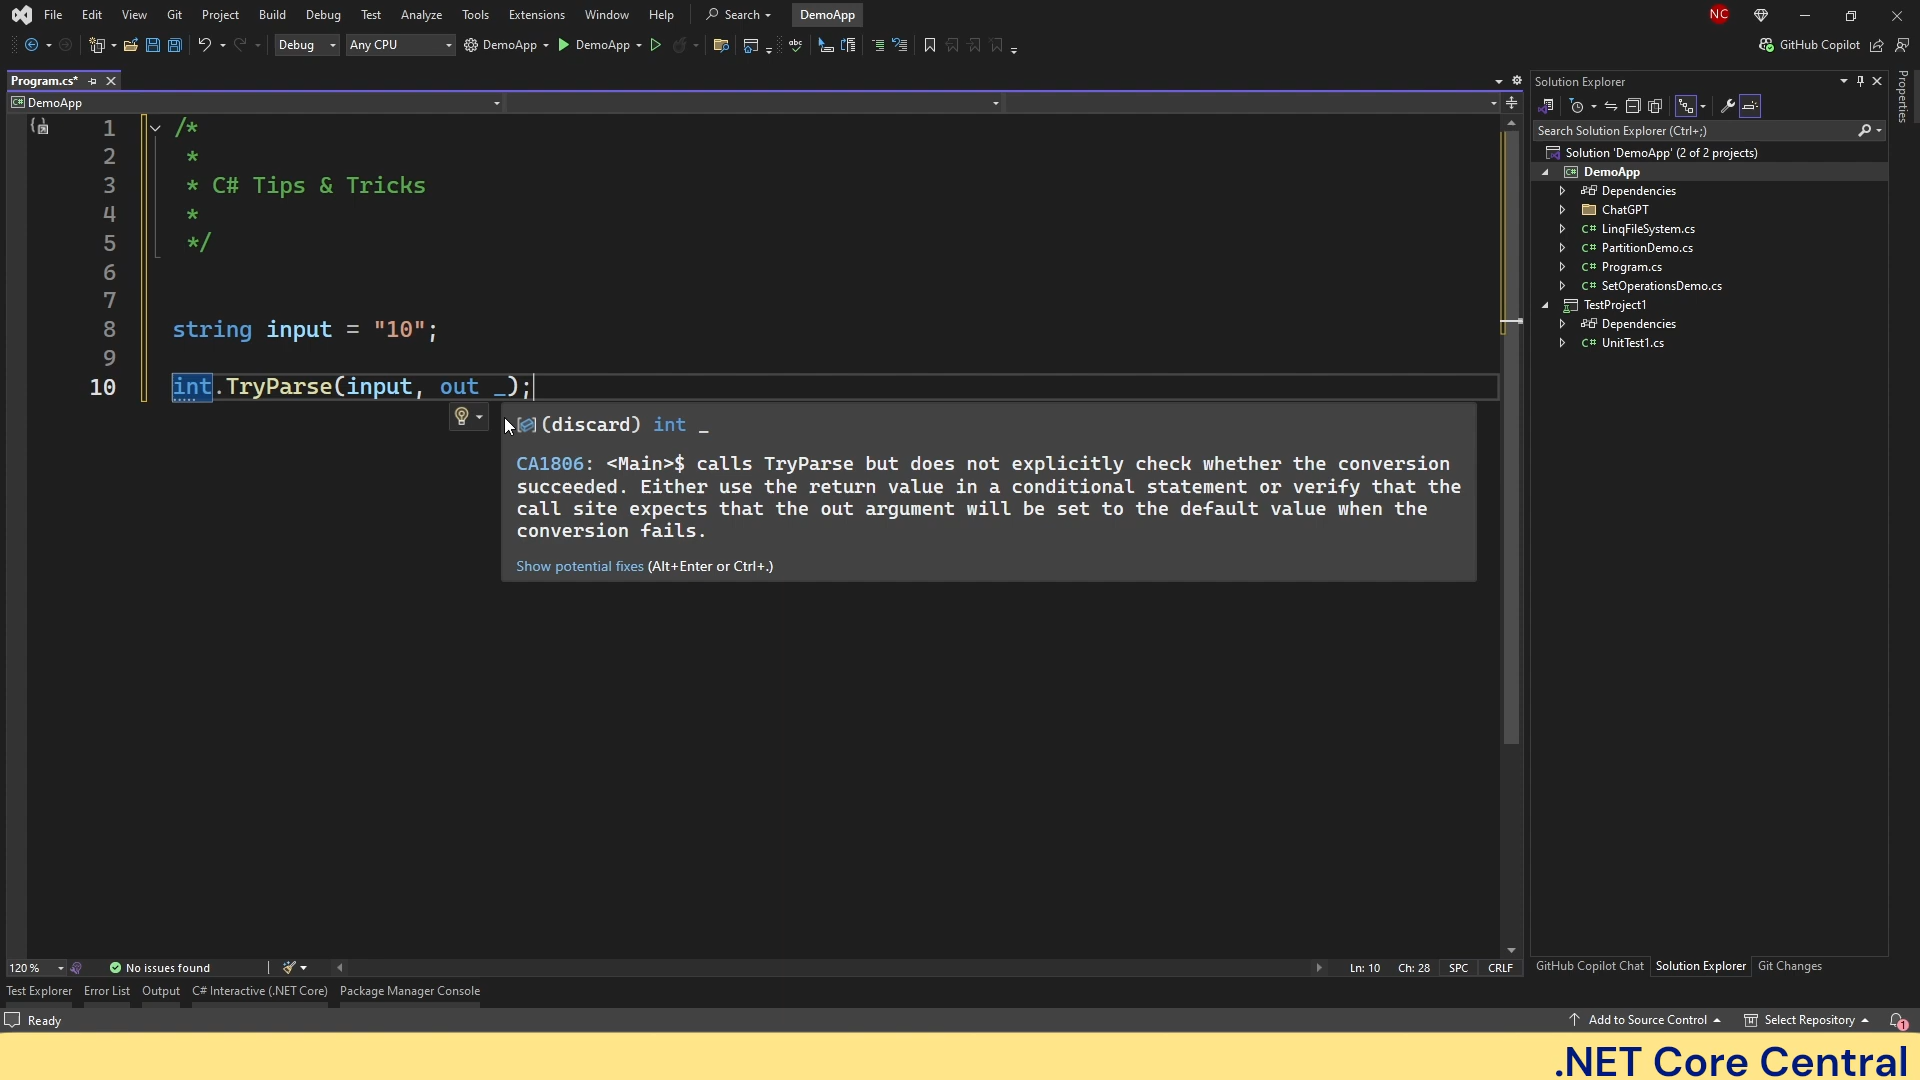 File Edit View Git Project Build Debug Test Analyze Tools Extensions Window Help Search DemoApp NC
Debug Any CPU DemoApp DemoApp abc GitHub Copilot
Program.cs*
DemoApp
1 /*
2 *
3 * C# Tips & Tricks
4 *
5 */
6
7
8 string input = "10";
9
10 int.TryParse(input, out _);
(discard) int _
CA1806: <Main>$ calls TryParse but does not explicitly check whether the conversion
succeeded. Either use the return value in a conditional statement or verify that the
call site expects that the out argument will be set to the default value when the
conversion fails.
Show potential fixes (Alt+Enter or Ctrl+.)
Solution Explorer
Search Solution Explorer (Ctrl+;)
Solution 'DemoApp' (2 of 2 projects)
C# DemoApp
Dependencies
ChatGPT
C# LinqFileSystem.cs
C# PartitionDemo.cs
C# Program.cs
C# SetOperationsDemo.cs
TestProject1
Dependencies
C# UnitTest1.cs
Properties
120 % No issues found Ln: 10 Ch: 28 SPC CRLF
GitHub Copilot Chat Solution Explorer Git Changes
Test Explorer Error List Output C# Interactive (.NET Core) Package Manager Console
Ready Add to Source Control Select Repository 1
.NET Core Central